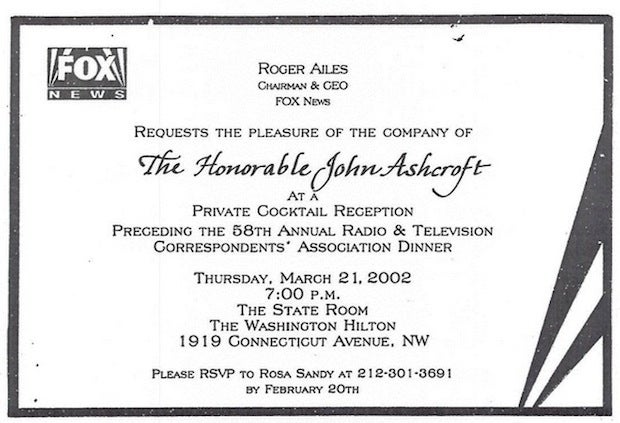 FOX
NEWS
ROGER AILES
CHAIRMAN & CEO
FOX NEWS
REQUESTS THE PLEASURE OF THE COMPANY OF
The Honorable John Ashcroft
AT A
PRIVATE COCKTAIL RECEPTION
PRECEDING THE 58TH ANNUAL RADIO & TELEVISION
CORRESPONDENTS' ASSOCIATION DINNER
THURSDAY, MARCH 21, 2002
7:00 P.M.
THE STATE ROOM
THE WASHINGTON HILTON
1919 CONNECTICUT AVENUE, NW
PLEASE RSVP TO ROSA SANDY AT 212-301-3691
BY FEBRUARY 20TH